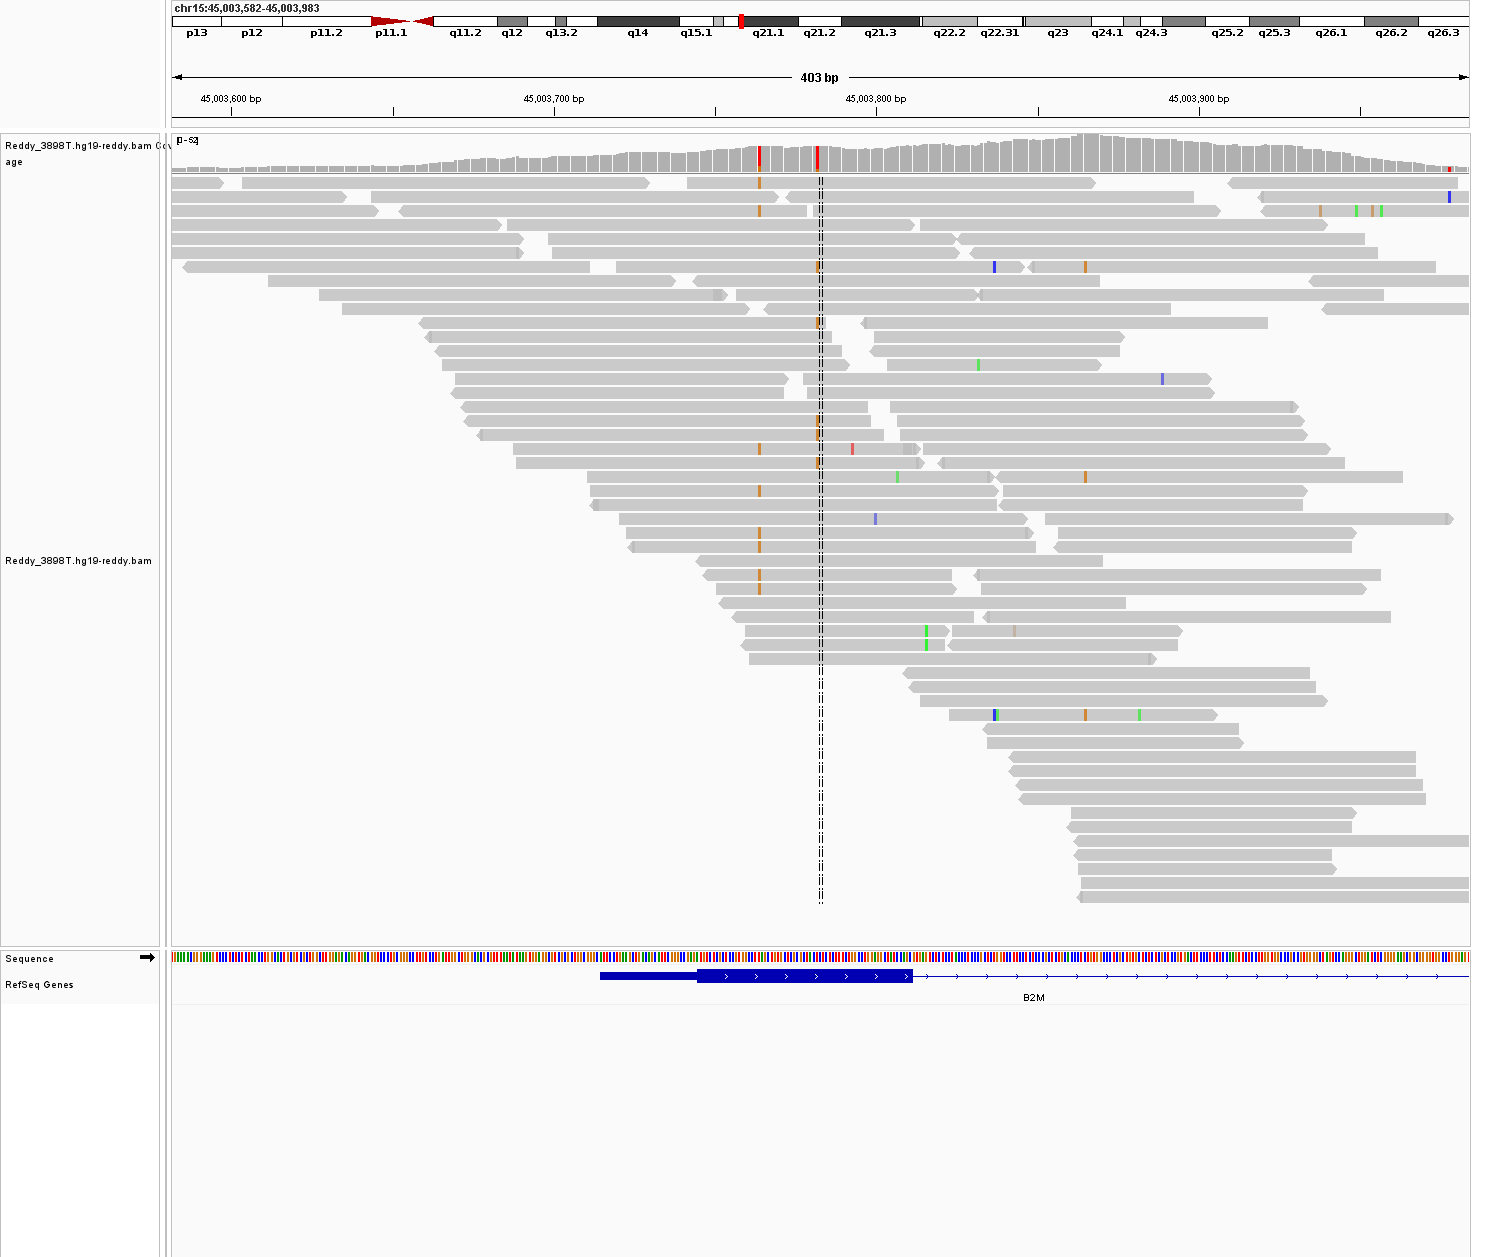 chr15:45,003,582-45,003,983
p13 p12 p11.2 p11.1 q11.2 q12 q13.2 q14 q15.1 q21.1 q21.2 q21.3 q22.2 q22.31 q23 q24.1 q24.3 q25.2 q25.3 q26.1 q26.2 q26.3
403 bp
45,003,600 bp 45,003,700 bp 45,003,800 bp 45,003,900 bp
Reddy_3898T.hg19-reddy.bam Cov
age
[0-52]
Reddy_3898T.hg19-reddy.bam
Sequence
RefSeq Genes
B2M